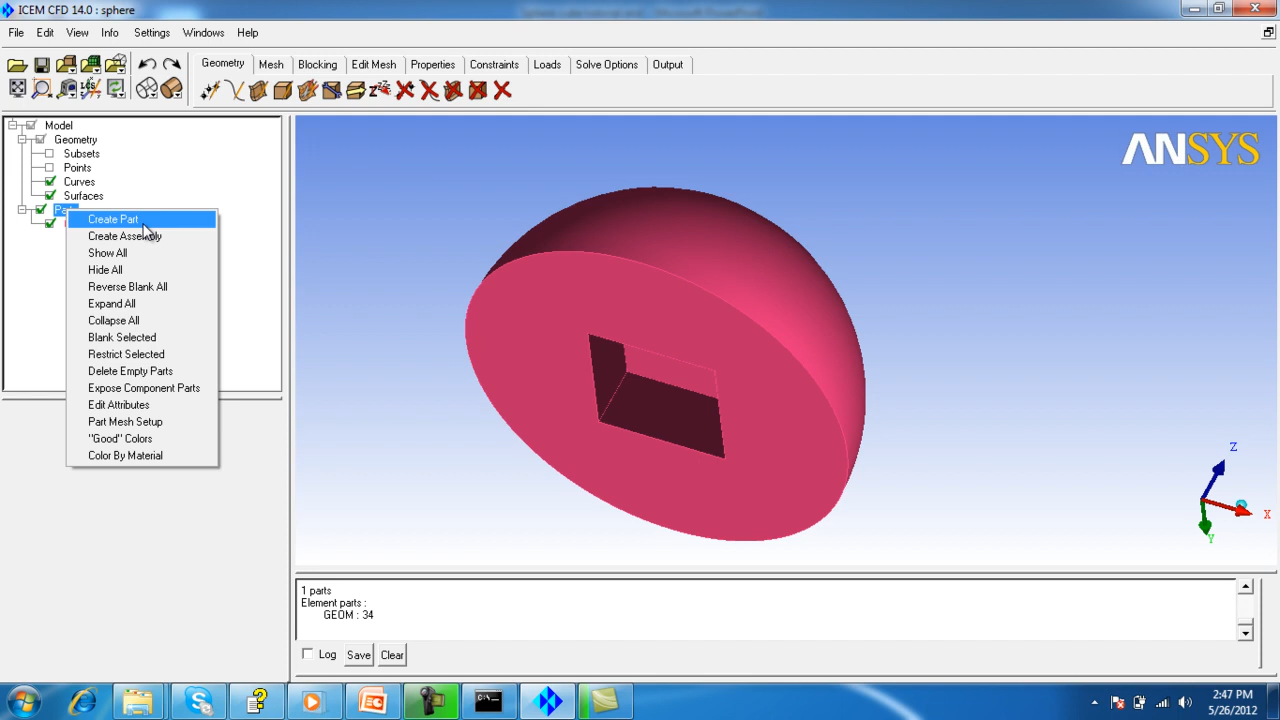 ICEM CFD 14.0 : sphere
File Edit View Info Settings Windows Help
Geometry Mesh Blocking Edit Mesh Properties Constraints Loads Solve Options Output
LCS
Model
Geometry
Subsets
Points
Curves
Surfaces
Create Part
Create Assembly
Show All
Hide All
Reverse Blank All
Expand All
Collapse All
Blank Selected
Restrict Selected
Delete Empty Parts
Expose Component Parts
Edit Attributes
Part Mesh Setup
"Good" Colors
Color By Material
ANSYS
Z
X
Y
1 parts
Element parts :
GEOM : 34
Log Save Clear
2:47 PM
5/26/2012